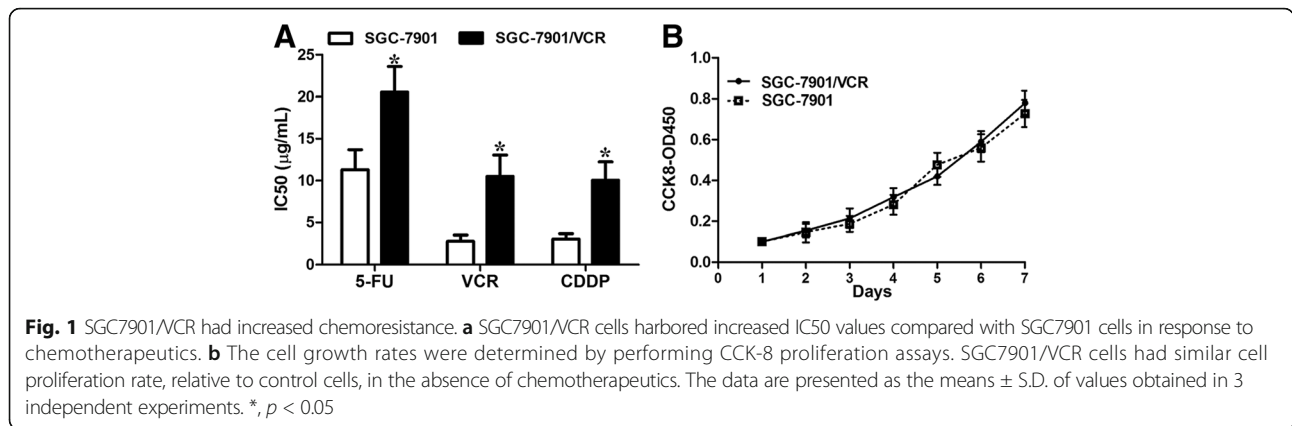 A
SGC-7901 SGC-7901/VCR
IC50 (μg/mL)
25
20
15
10
5
0
* * *
5-FU VCR CDDP
B
SGC-7901/VCR
SGC-7901
CCK8-OD450
1.0
0.8
0.6
0.4
0.2
0.0
0 1 2 3 4 5 6 7
Days
Fig. 1 SGC7901/VCR had increased chemoresistance. a SGC7901/VCR cells harbored increased IC50 values compared with SGC7901 cells in response to
chemotherapeutics. b The cell growth rates were determined by performing CCK-8 proliferation assays. SGC7901/VCR cells had similar cell
proliferation rate, relative to control cells, in the absence of chemotherapeutics. The data are presented as the means ± S.D. of values obtained in 3
independent experiments. *, p < 0.05